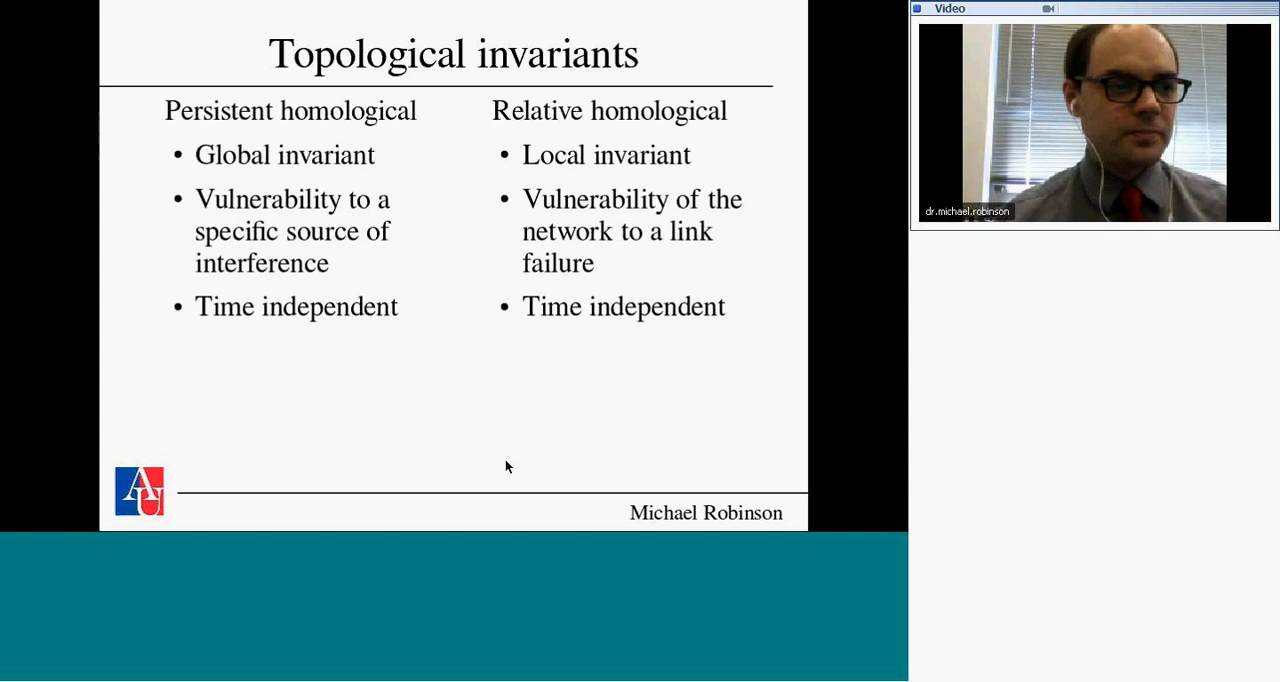 Topological invariants
Persistent homological
• Global invariant
• Vulnerability to a
specific source of
interference
• Time independent
Relative homological
• Local invariant
• Vulnerability of the
network to a link
failure
• Time independent
AU
Michael Robinson
Video
dr.michael.robinson